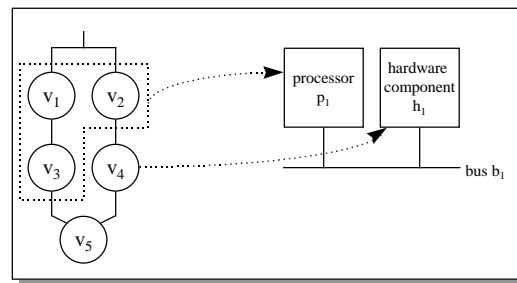 v1
v2
v3
v4
v5
processor
p1
hardware
component
h1
bus b1